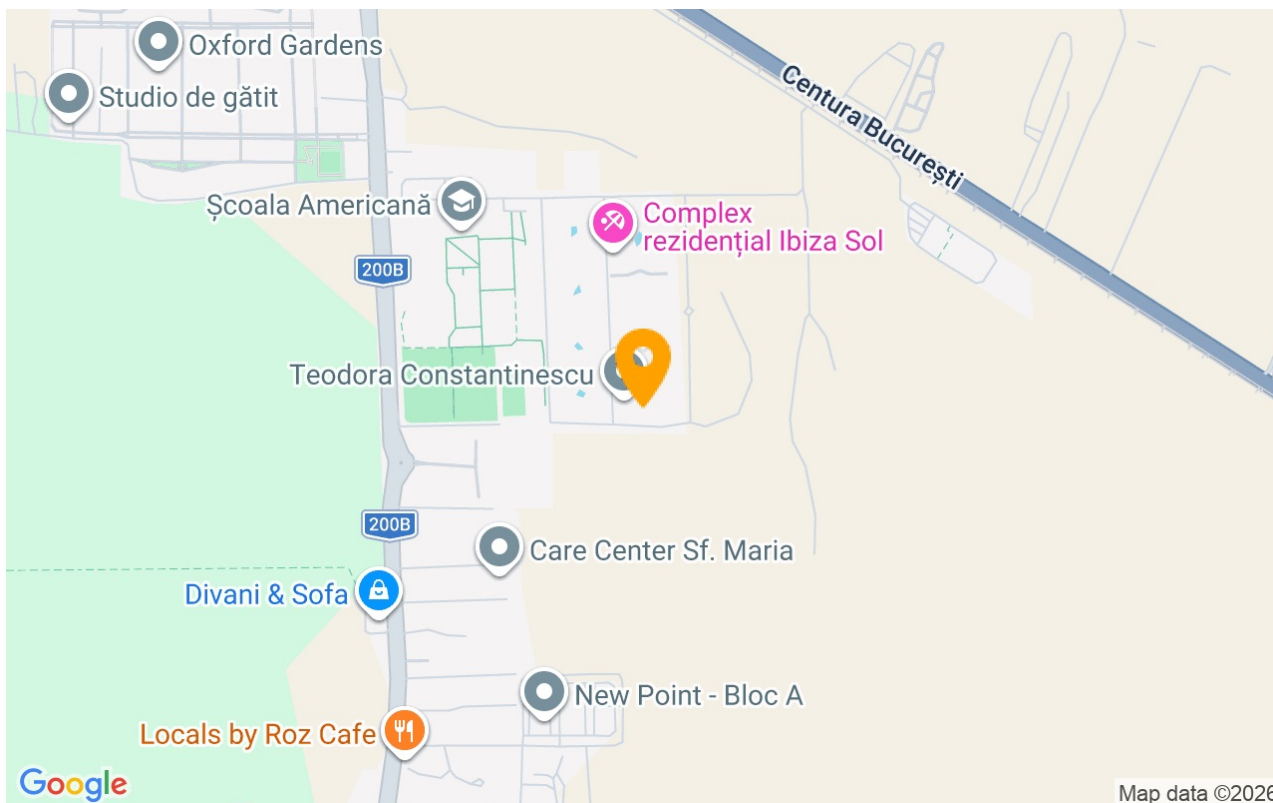 Oxford Gardens
Studio de gătit
Centura București
Școala Americană
Complex
rezidențial Ibiza Sol
200B
Teodora Constantinescu
200B
Care Center Sf. Maria
Divani & Sofa
New Point - Bloc A
Locals by Roz Cafe
Google
Map data ©2026